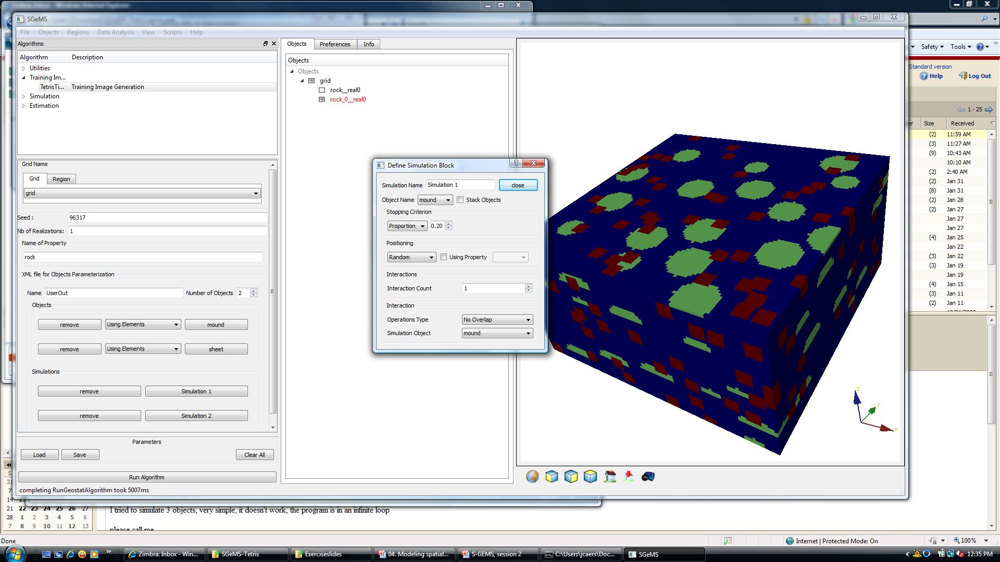 SGeMS
File Objects Regions Data Analysis View Scripts Help
Algorithms
Algorithm Description
Utilities
Training Im...
TetrisTi... Training Image Generation
Simulation
Estimation
Grid Name
Grid Region
grid
Seed : 96317
Nb of Realizations: 1
Name of Property
rock
XML file for Objects Parameterization
Name UserOut Number of Objects 2
Objects
remove Using Elements mound
remove Using Elements sheet
Simulations
remove Simulation 1
remove Simulation 2
Parameters
Load Save Clear All
Run Algorithm
completing RunGeostatAlgorithm took 5007ms
Objects Preferences Info
Objects
Objects
grid
rock__real0
rock_0__real0
Define Simulation Block
Simulation Name Simulation 1 close
Object Name mound Stack Objects
Stopping Criterion
Proportion 0.20
Positioning
Random Using Property
Interactions
Interaction Count 1
Interaction
Operations Type No Overlap
Simulation Object mound
Z
Y
X
Safety Tools
Standard version
Help Log Out
1 - 25
er Size Received
(2) 11:59 AM
(3) 11:27 AM
(9) 10:43 AM
10:10 AM
(2) 2:40 AM
(2) Jan 31
(8) Jan 31
(2) Jan 28
(2) Jan 27
Jan 27
Jan 27
(4) Jan 25
Jan 22
(3) Jan 22
(3) Jan 19
Jan 19
(4) Jan 15
(3) Jan 11
(2) Jan 11
S
31
7
14
21 22 23 24 25 26 27
28 1 2 3 4 5 6
7 8 9 10 11 12 13
I tried to simulate 3 objects, very simple, it doesn't work, the program is in an infinite loop
please call me
Done
Internet | Protected Mode: On 100%
Zimbra: Inbox - Win...
SGeMS-Tetris
Exerciseslides
04. Modeling spatial...
S-GEMS, session 2
C:\Users\jcaers\Doc...
SGeMS
12:35 PM